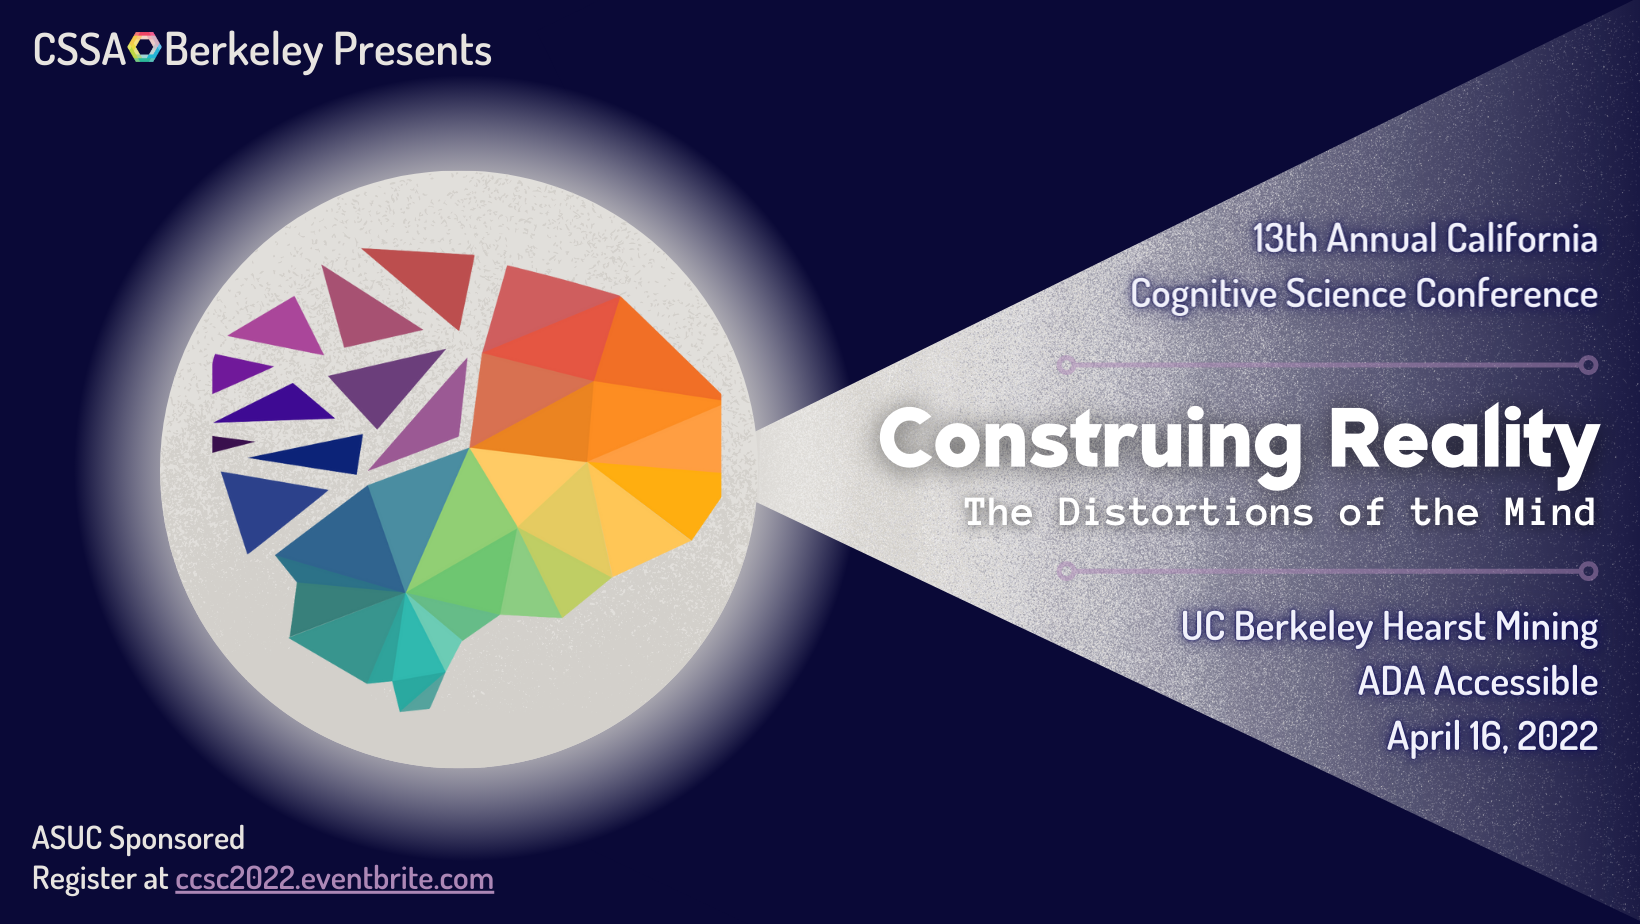 CSSA Berkeley Presents
13th Annual California
Cognitive Science Conference
Construing Reality
The Distortions of the Mind
UC Berkeley Hearst Mining
ADA Accessible
April 16, 2022
ASUC Sponsored
Register at ccsc2022.eventbrite.com